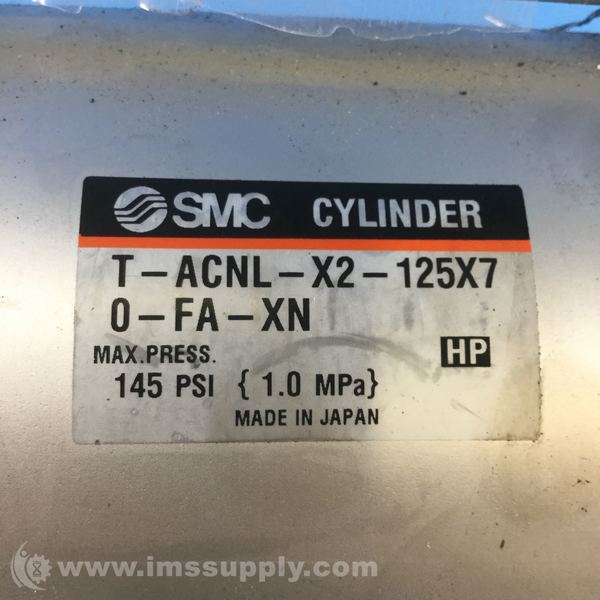 SMC CYLINDER
T-ACNL-X2-125X7
0-FA-XN
MAX.PRESS. HP
145 PSI { 1.0 MPa}
MADE IN JAPAN
www.imssupply.com